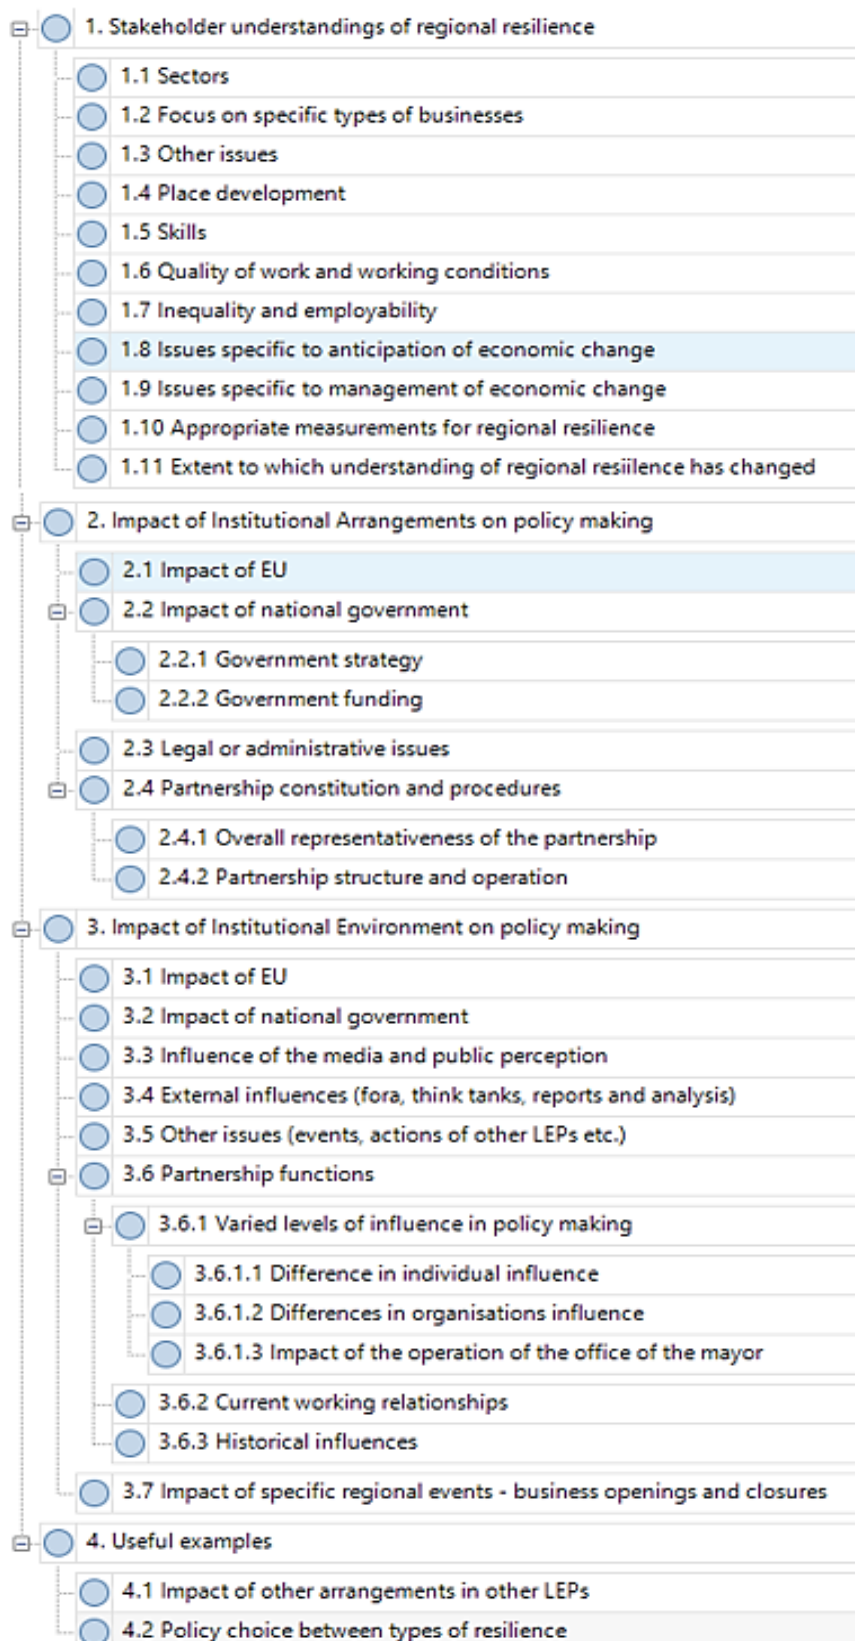 1. Stakeholder understandings of regional resilience
1.1 Sectors
1.2 Focus on specific types of businesses
1.3 Other issues
1.4 Place development
1.5 Skills
1.6 Quality of work and working conditions
1.7 Inequality and employability
1.8 Issues specific to anticipation of economic change
1.9 Issues specific to management of economic change
1.10 Appropriate measurements for regional resilience
1.11 Extent to which understanding of regional resiilence has changed
2. Impact of Institutional Arrangements on policy making
2.1 Impact of EU
2.2 Impact of national government
2.2.1 Government strategy
2.2.2 Government funding
2.3 Legal or administrative issues
2.4 Partnership constitution and procedures
2.4.1 Overall representativeness of the partnership
2.4.2 Partnership structure and operation
3. Impact of Institutional Environment on policy making
3.1 Impact of EU
3.2 Impact of national government
3.3 Influence of the media and public perception
3.4 External influences (fora, think tanks, reports and analysis)
3.5 Other issues (events, actions of other LEPs etc.)
3.6 Partnership functions
3.6.1 Varied levels of influence in policy making
3.6.1.1 Difference in individual influence
3.6.1.2 Differences in organisations influence
3.6.1.3 Impact of the operation of the office of the mayor
3.6.2 Current working relationships
3.6.3 Historical influences
3.7 Impact of specific regional events - business openings and closures
4. Useful examples
4.1 Impact of other arrangements in other LEPs
4.2 Policy choice between types of resilience